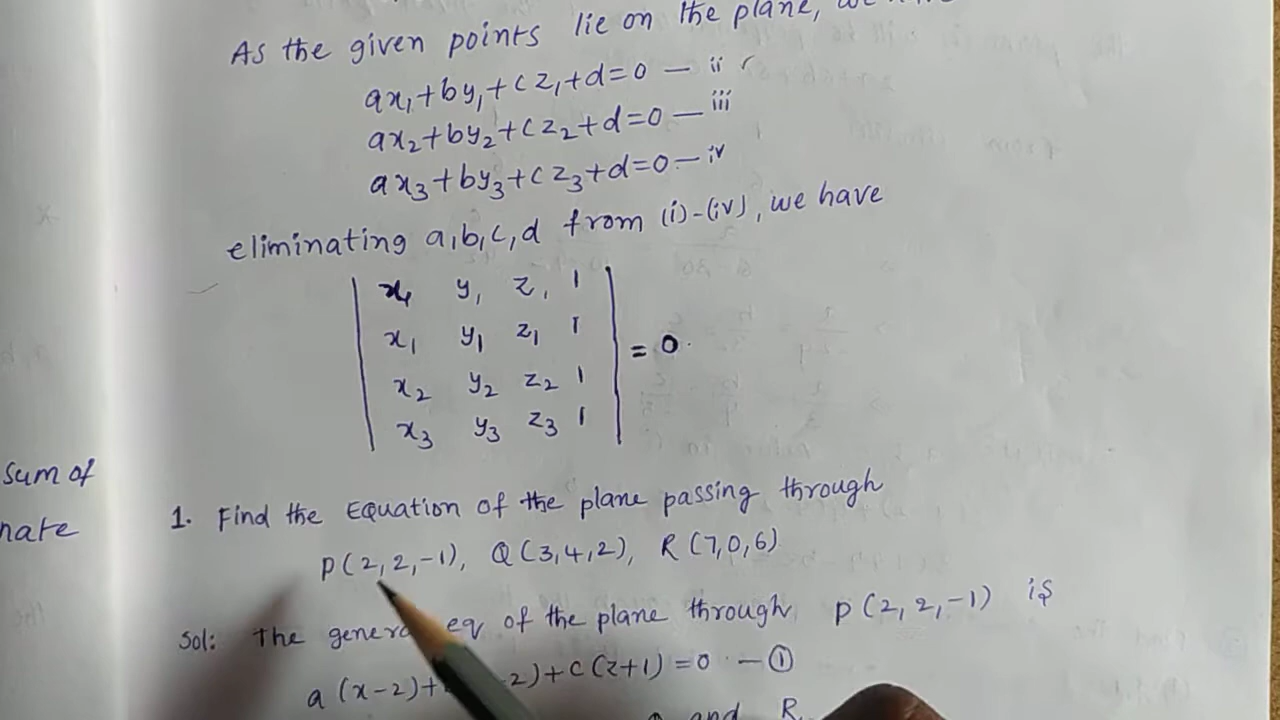 As the given points lie on the plane, we have
ax₁+by₁+cz₁+d=0 — ii
ax₂+by₂+cz₂+d=0 — iii
ax₃+by₃+cz₃+d=0 — iv
eliminating a,b,c,d from (i)-(iv), we have
| x y, z, 1 |
| x₁ y₁ z₁ 1 | = 0.
| x₂ y₂ z₂ 1 |
| x₃ y₃ z₃ 1 |
sum of
nate
1. Find the Equation of the plane passing through
P(2,2,-1), Q(3,4,2), R(7,0,6)
Sol: The general eq of the plane through P(2,2,-1) is
a(x-2)+ -2)+c(z+1)=0 — ①
and R